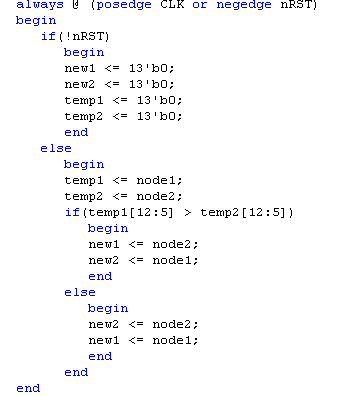 always @ (posedge CLK or negedge nRST)
begin
if(!nRST)
begin
new1 <= 13'b0;
new2 <= 13'b0;
temp1 <= 13'b0;
temp2 <= 13'b0;
end
else
begin
temp1 <= node1;
temp2 <= node2;
if(temp1[12:5] > temp2[12:5])
begin
new1 <= node2;
new2 <= node1;
end
else
begin
new2 <= node2;
new1 <= node1;
end
end
end